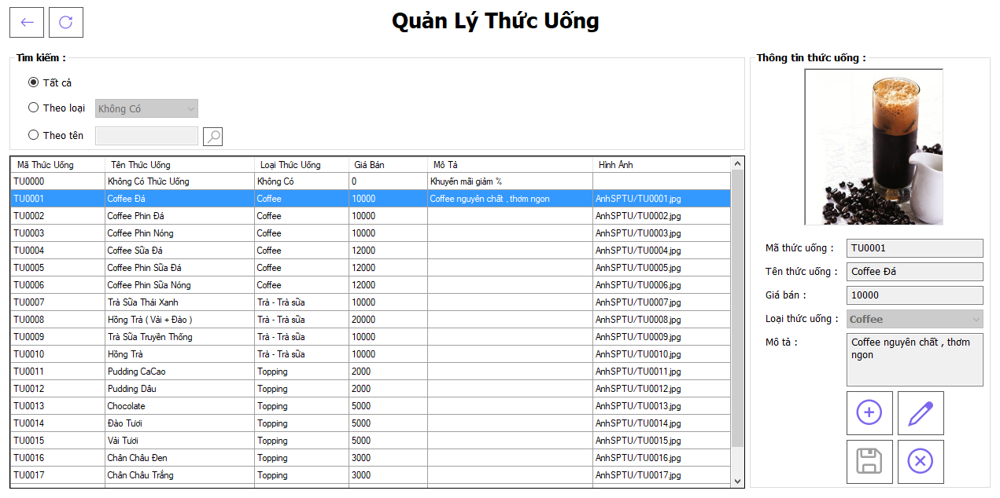 Quản Lý Thức Uống
Tìm kiếm :
Tất cả
Theo loại Không Có
Theo tên
Mã Thức Uống Tên Thức Uống Loại Thức Uống Giá Bán Mô Tả Hình Ảnh
TU0000 Không Có Thức Uống Không Có 0 Khuyến mãi giảm %
TU0001 Coffee Đá Coffee 10000 Coffee nguyên chất , thơm ngon AnhSPTU/TU0001.jpg
TU0002 Coffee Phin Đá Coffee 10000 AnhSPTU/TU0002.jpg
TU0003 Coffee Phin Nóng Coffee 10000 AnhSPTU/TU0003.jpg
TU0004 Coffee Sữa Đá Coffee 12000 AnhSPTU/TU0004.jpg
TU0005 Coffee Phin Sữa Đá Coffee 12000 AnhSPTU/TU0005.jpg
TU0006 Coffee Phin Sữa Nóng Coffee 12000 AnhSPTU/TU0006.jpg
TU0007 Trà Sữa Thái Xanh Trà - Trà sữa 10000 AnhSPTU/TU0007.jpg
TU0008 Hồng Trà ( Vải + Đào ) Trà - Trà sữa 20000 AnhSPTU/TU0008.jpg
TU0009 Trà Sữa Truyền Thống Trà - Trà sữa 10000 AnhSPTU/TU0009.jpg
TU0010 Hồng Trà Trà - Trà sữa 10000 AnhSPTU/TU0010.jpg
TU0011 Pudding CaCao Topping 2000 AnhSPTU/TU0011.jpg
TU0012 Pudding Dâu Topping 2000 AnhSPTU/TU0012.jpg
TU0013 Chocolate Topping 5000 AnhSPTU/TU0013.jpg
TU0014 Đào Tươi Topping 5000 AnhSPTU/TU0014.jpg
TU0015 Vải Tươi Topping 5000 AnhSPTU/TU0015.jpg
TU0016 Chân Châu Đen Topping 3000 AnhSPTU/TU0016.jpg
TU0017 Chân Châu Trắng Topping 3000 AnhSPTU/TU0017.jpg
Thông tin thức uống :
Mã thức uống : TU0001
Tên thức uống : Coffee Đá
Giá bán : 10000
Loại thức uống : Coffee
Mô tả : Coffee nguyên chất , thơm
ngon